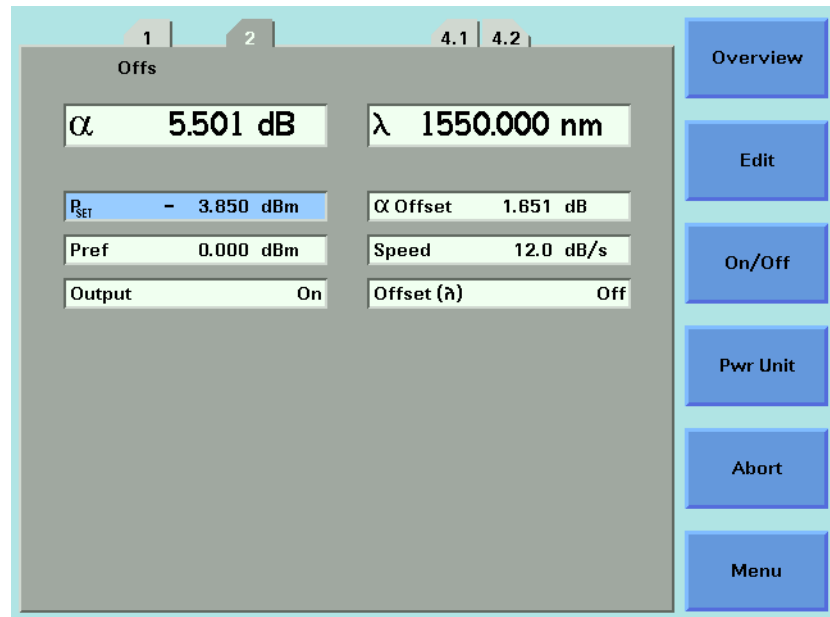 1 2 4.1 4.2
Offs
α 5.501 dB
λ 1550.000 nm
PSET - 3.850 dBm
α Offset 1.651 dB
Pref 0.000 dBm
Speed 12.0 dB/s
Output On
Offset (λ) Off
Overview
Edit
On/Off
Pwr Unit
Abort
Menu